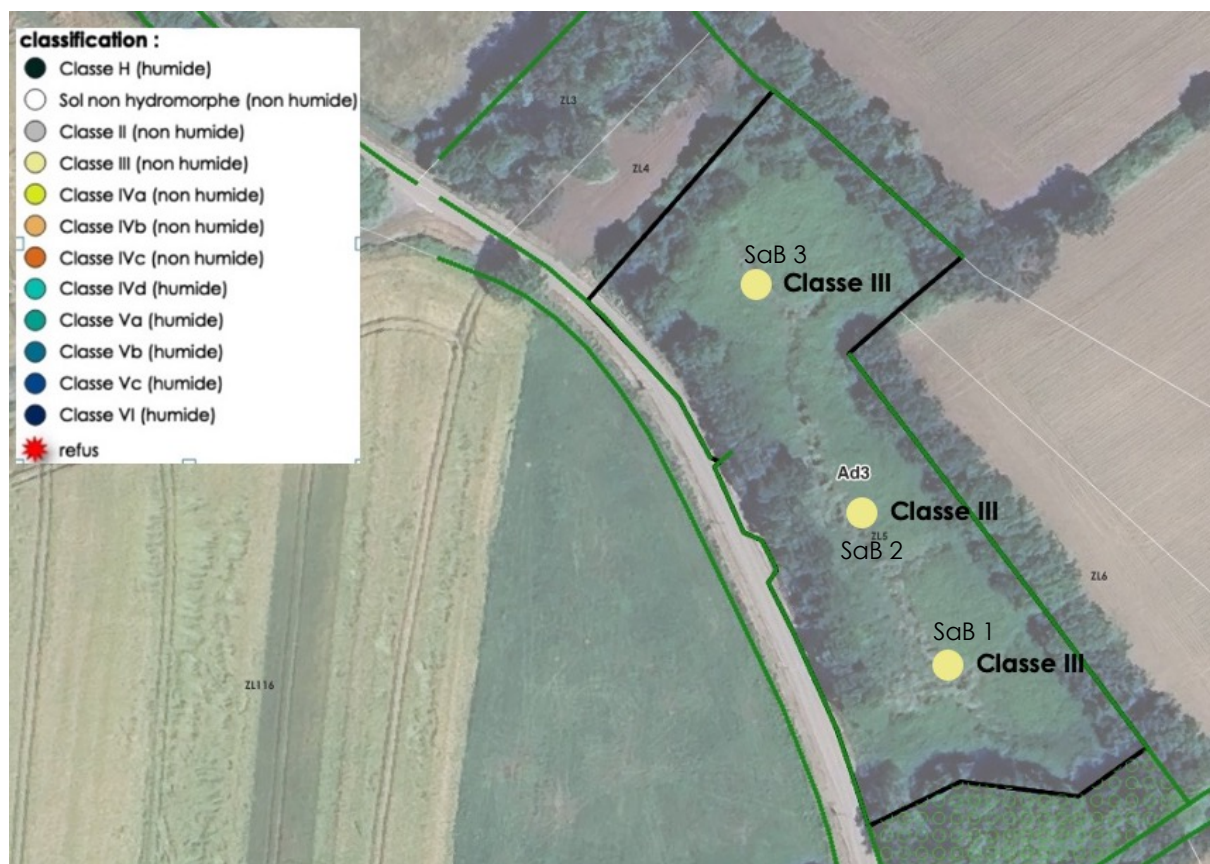 classification :
Classe H (humide)
Sol non hydromorphe (non humide)
Classe II (non humide)
Classe III (non humide)
Classe IVa (non humide)
Classe IVb (non humide)
Classe IVc (non humide)
Classe IVd (humide)
Classe Va (humide)
Classe Vb (humide)
Classe Vc (humide)
Classe VI (humide)
refus
ZL3
ZL4
SaB 3
Classe III
Ad3
Classe III
ZL5
SaB 2
ZL6
SaB 1
Classe III
ZL116